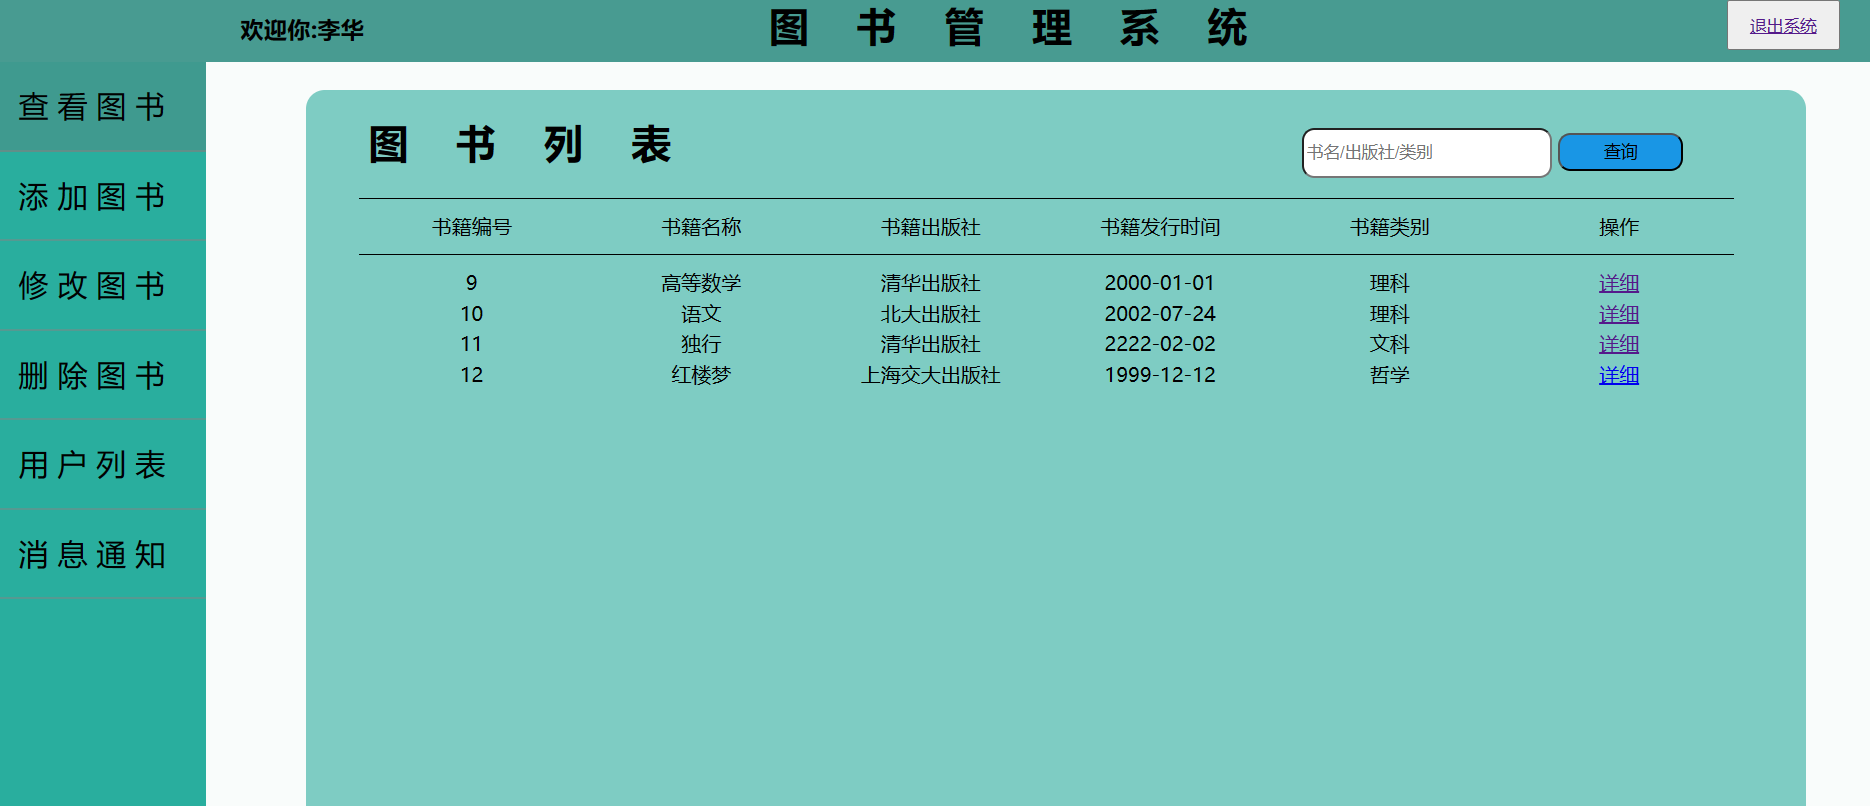 欢迎你:李华
图 书 管 理 系 统
退出系统
查看图书
添加图书
修改图书
删除图书
用户列表
消息通知
图 书 列 表
书名/出版社/类别
查询
书籍编号 书籍名称 书籍出版社 书籍发行时间 书籍类别 操作
9 高等数学 清华出版社 2000-01-01 理科 详细
10 语文 北大出版社 2002-07-24 理科 详细
11 独行 清华出版社 2222-02-02 文科 详细
12 红楼梦 上海交大出版社 1999-12-12 哲学 详细